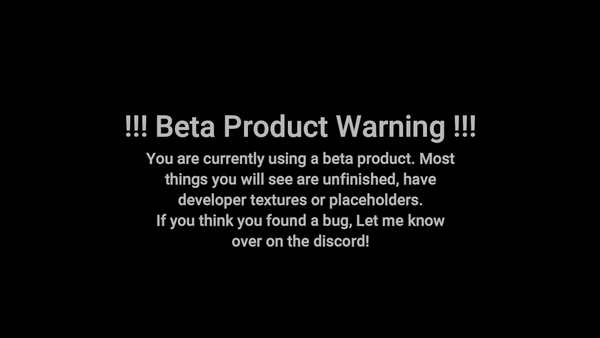 !!! Beta Product Warning !!!
You are currently using a beta product. Most
things you will see are unfinished, have
developer textures or placeholders.
If you think you found a bug, Let me know
over on the discord!